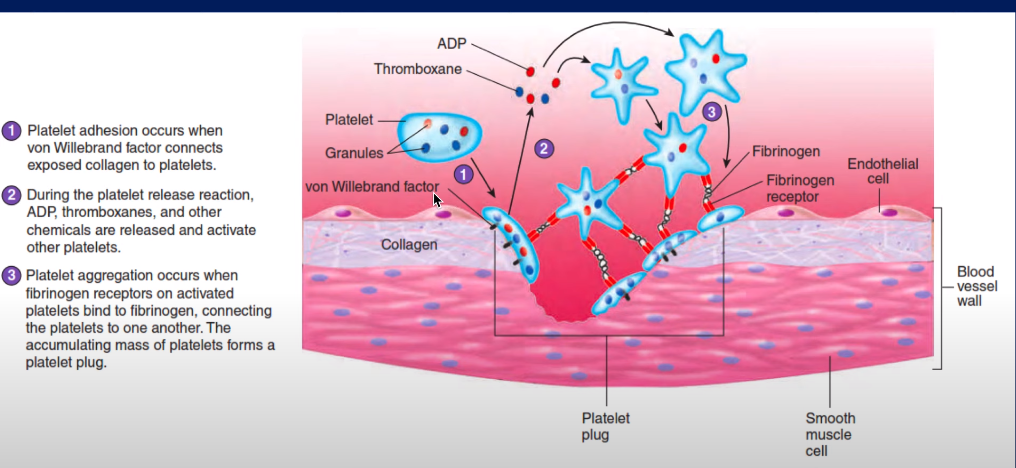 1 Platelet adhesion occurs when
von Willebrand factor connects
exposed collagen to platelets.
2 During the platelet release reaction,
ADP, thromboxanes, and other
chemicals are released and activate
other platelets.
3 Platelet aggregation occurs when
fibrinogen receptors on activated
platelets bind to fibrinogen, connecting
the platelets to one another. The
accumulating mass of platelets forms a
platelet plug.
ADP
Thromboxane
Platelet
Granules
von Willebrand factor
Collagen
1
2
3
Fibrinogen
Fibrinogen
receptor
Endothelial
cell
Blood
vessel
wall
Platelet
plug
Smooth
muscle
cell